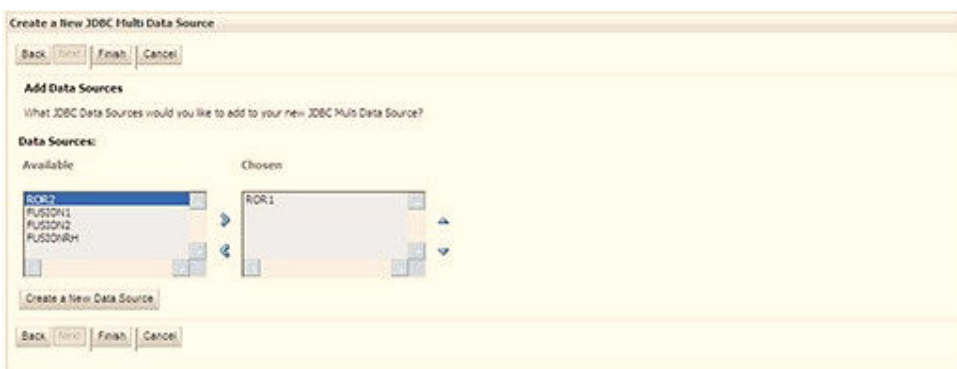 Create a New JDBC Multi Data Source
Back Next Finish Cancel
Add Data Sources
What JDBC Data Sources would you like to add to your new JDBC Multi Data Source?
Data Sources:
Available Chosen
ROR2 ROR1
FUSION1
FUSION2
FUSIONRH
Create a New Data Source
Back Next Finish Cancel